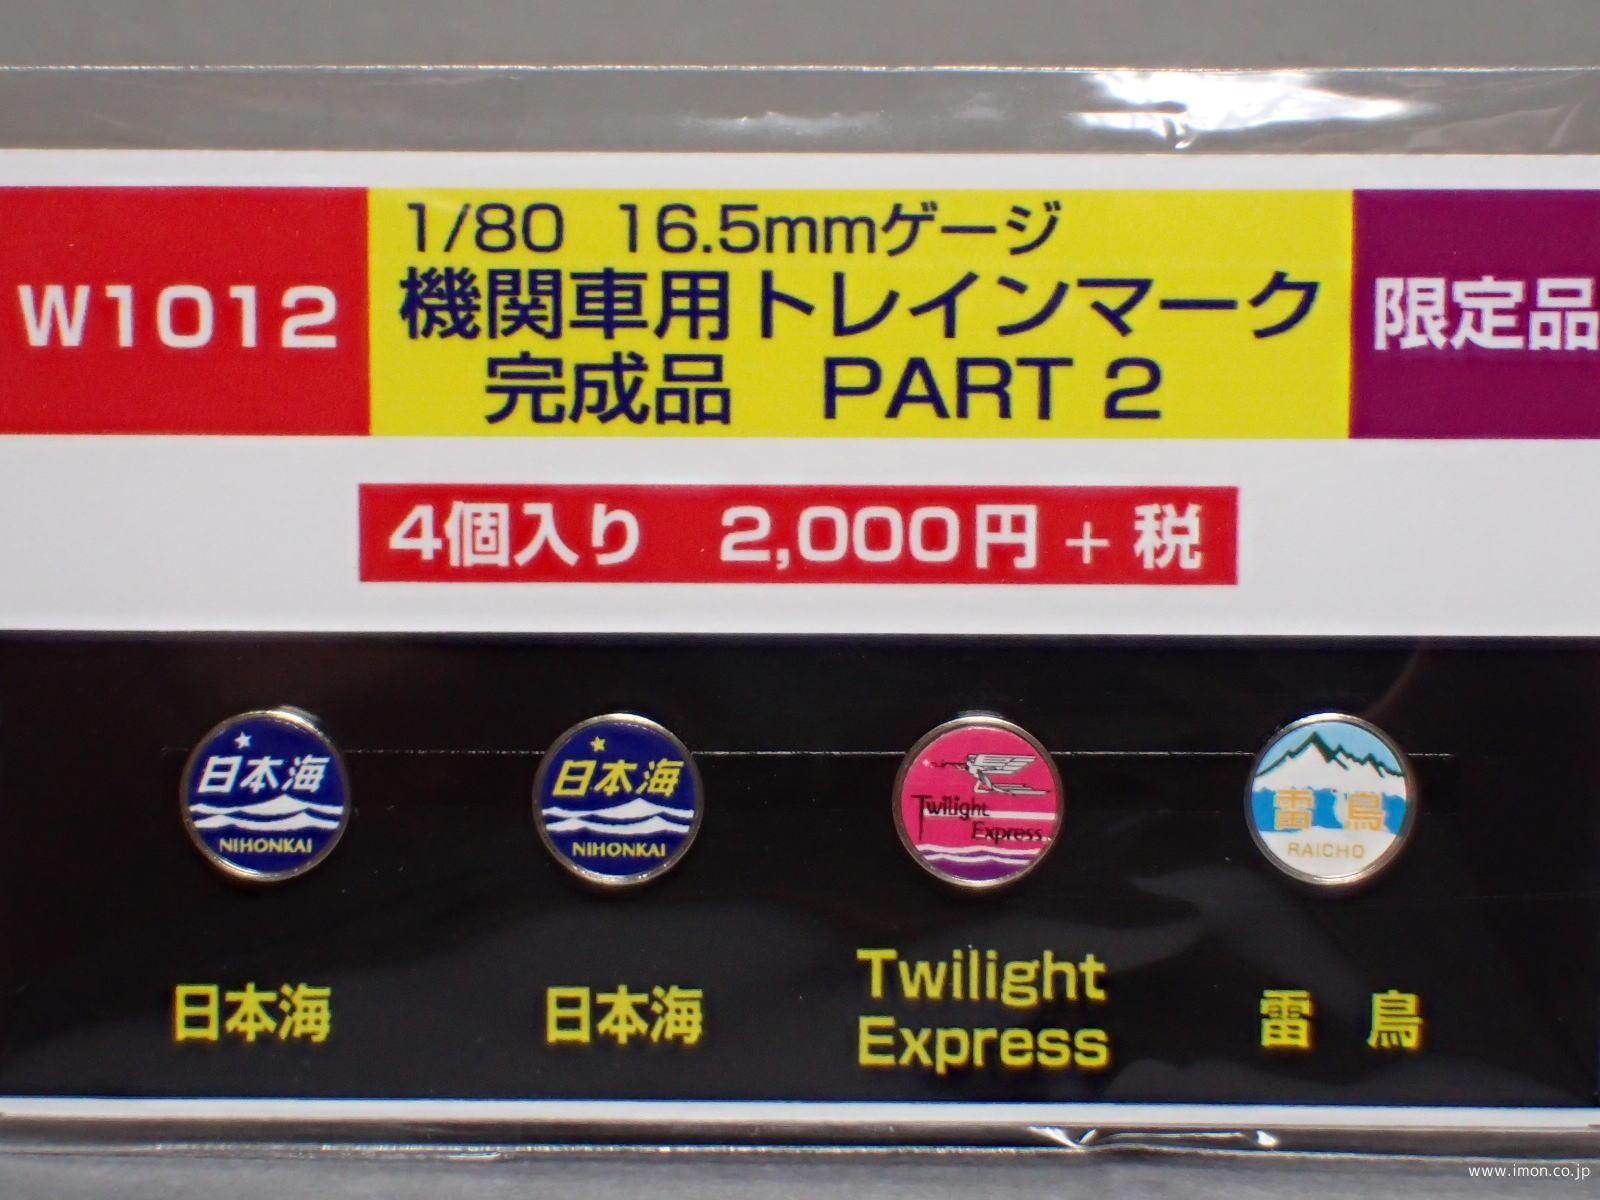 W1012
1/80 16.5mmゲージ
機関車用トレインマーク
完成品 PART 2
限定品
4個入り 2,000円 + 税
日本海
NIHONKAI
日本海
NIHONKAI
Twilight
Express
雷鳥
RAICHO
日本海
日本海
Twilight
Express
雷 鳥
www.imon.co.jp